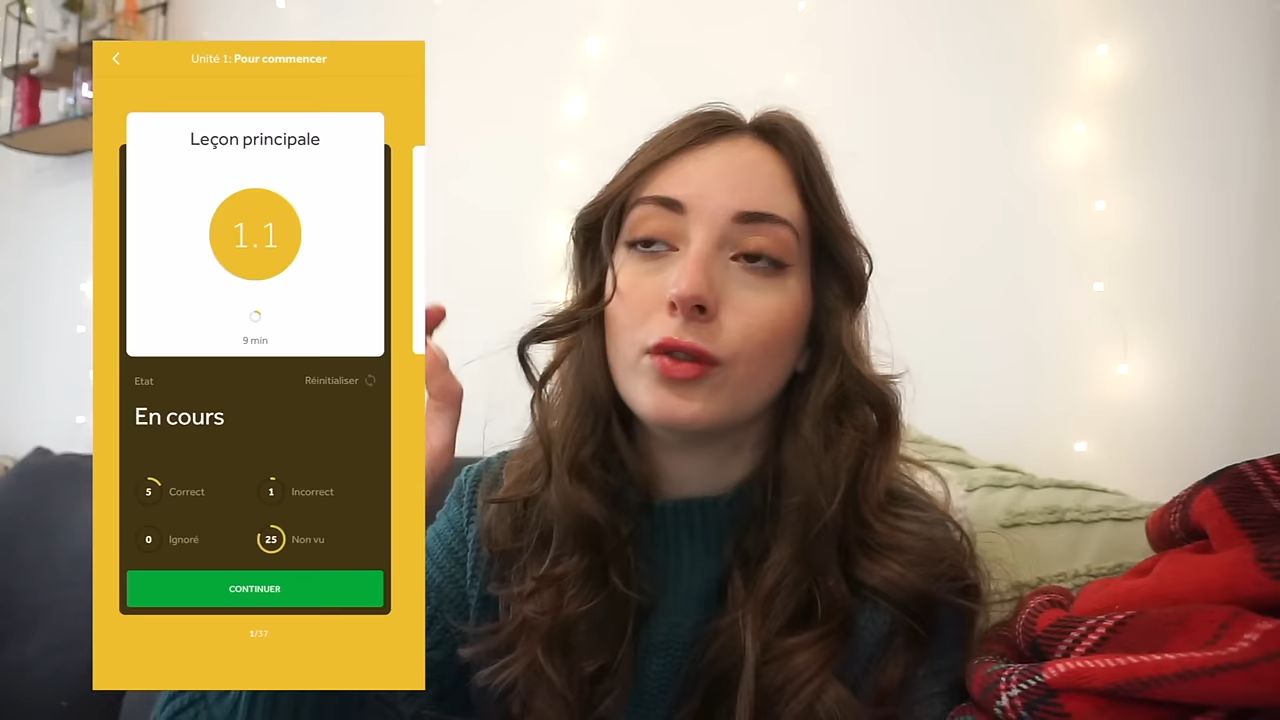 Unité 1: Pour commencer
Leçon principale
1.1
9 min
Etat
Réinitialiser
En cours
5 Correct
1 Incorrect
0 Ignoré
25 Non vu
CONTINUER
1/37